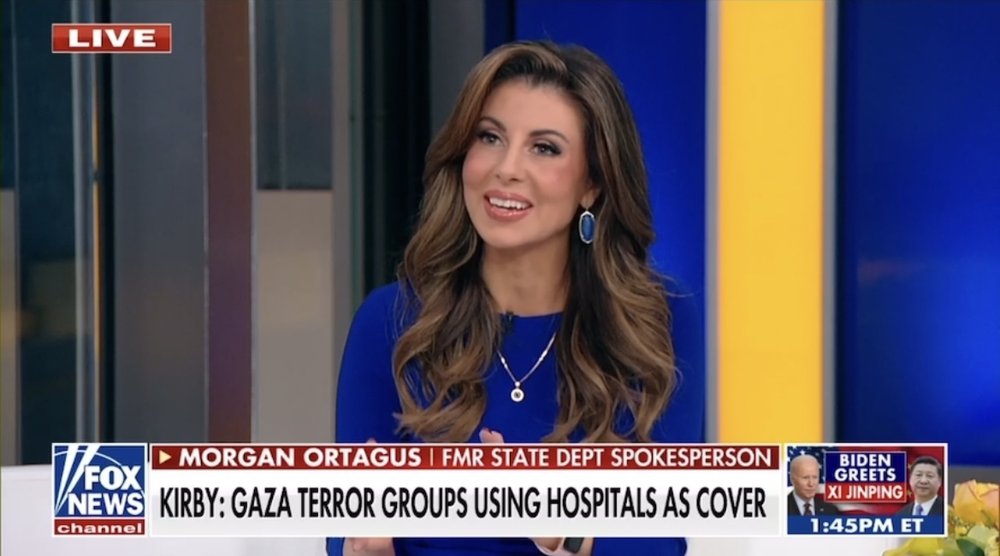 LIVE
MORGAN ORTAGUS | FMR STATE DEPT SPOKESPERSON
FOX
NEWS
channel
KIRBY: GAZA TERROR GROUPS USING HOSPITALS AS COVER
BIDEN
GREETS
XI JINPING
1:45PM ET